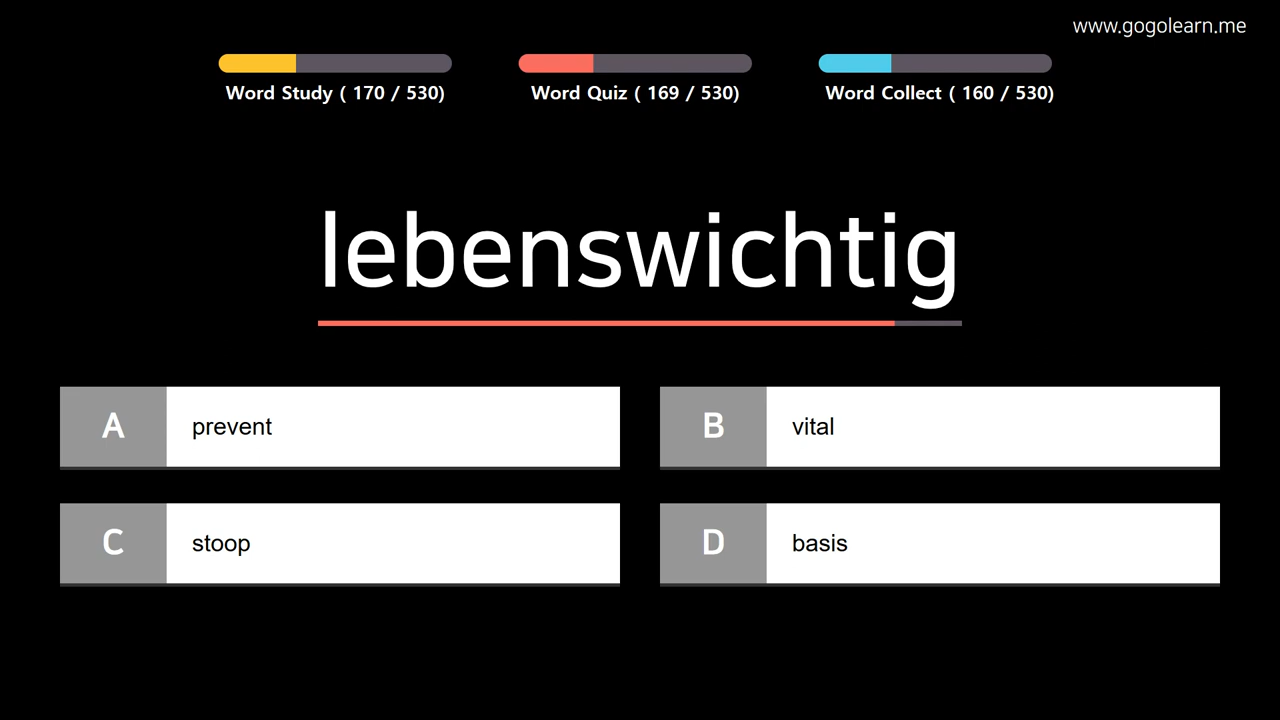 www.gogolearn.me
Word Study ( 170 / 530)
Word Quiz ( 169 / 530)
Word Collect ( 160 / 530)
lebenswichtig
A prevent
B vital
C stoop
D basis